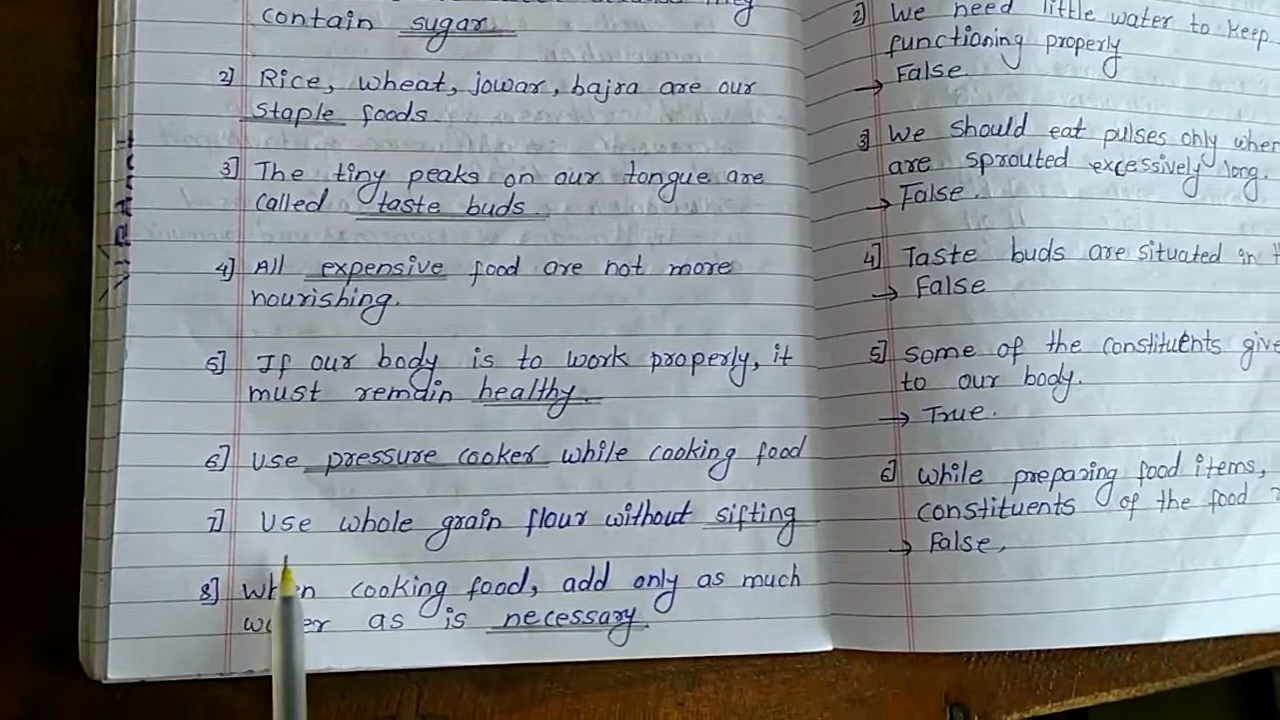 contain sugar
2] Rice, wheat, jowar, bajra are our
staple foods
3] The tiny peaks on our tongue are
called taste buds.
4] All expensive food are not more
nourishing.
5] If our body is to work properly, it
must remain healthy.
6] Use pressure cooker while cooking food
7] Use whole grain flour without sifting
8] when cooking food, add only as much
water as is necessary
2] We need little water to keep
functioning properly
→ False
3] We should eat pulses only when
are sprouted excessively long.
→ False.
4] Taste buds are situated in
→ False
5] Some of the constituents give
to our body.
→ True.
6] while preparing food items,
constituents of the food
→ False,